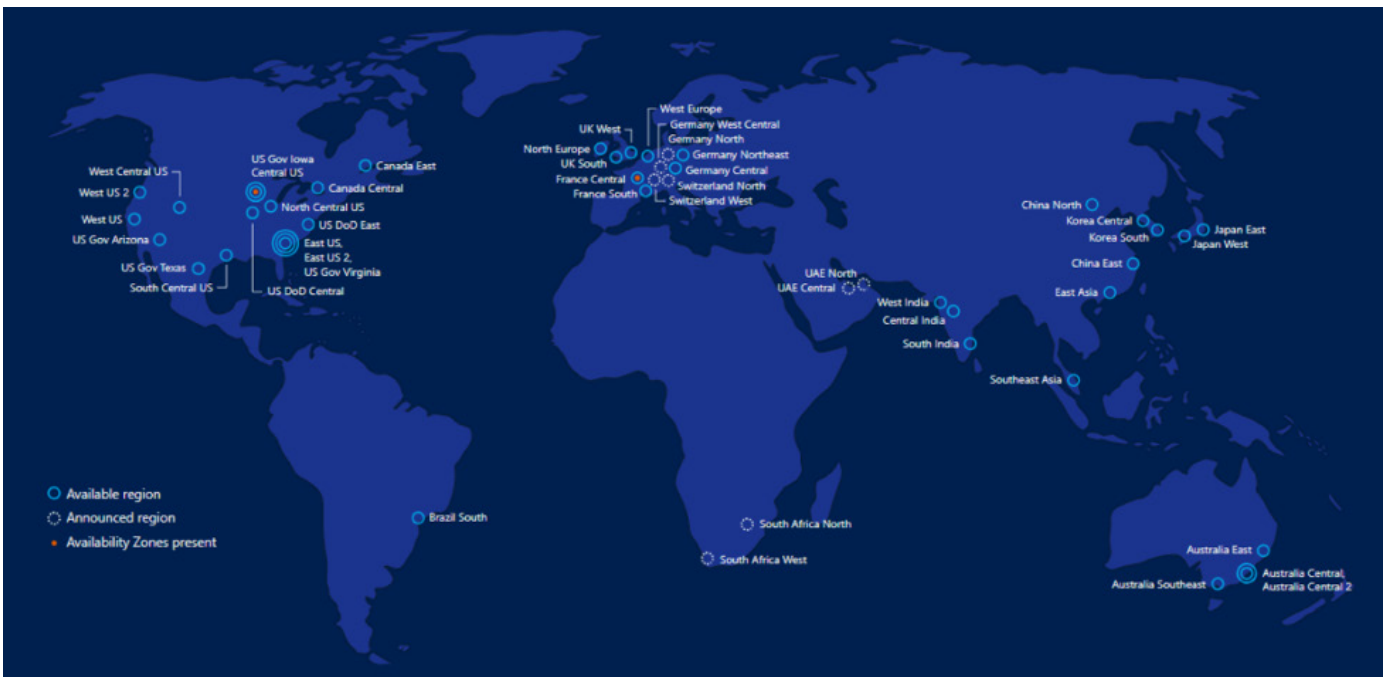 West Europe
Germany West Central
UK West
Germany North
North Europe
Germany Northeast
UK South
Germany Central
France Central
Switzerland North
France South
Switzerland West
US Gov Iowa
Central US
Canada East
West Central US
West US 2
Canada Central
North Central US
West US
US DoD East
US Gov Arizona
East US,
East US 2,
US Gov Virginia
US Gov Texas
South Central US
US DoD Central
China North
Korea Central
Korea South
Japan East
Japan West
China East
East Asia
UAE North
UAE Central
West India
Central India
South India
Southeast Asia
Available region
Announced region
Availability Zones present
Brazil South
South Africa North
South Africa West
Australia East
Australia Central,
Australia Central 2
Australia Southeast